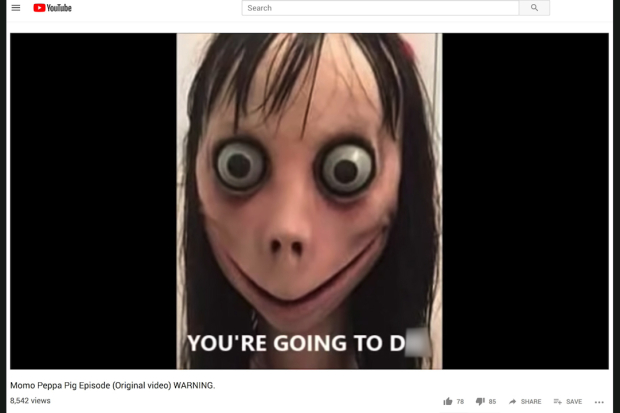 YouTube
Search
YOU'RE GOING TO D
Momo Peppa Pig Episode (Original video) WARNING.
8,542 views
78
85
SHARE
SAVE